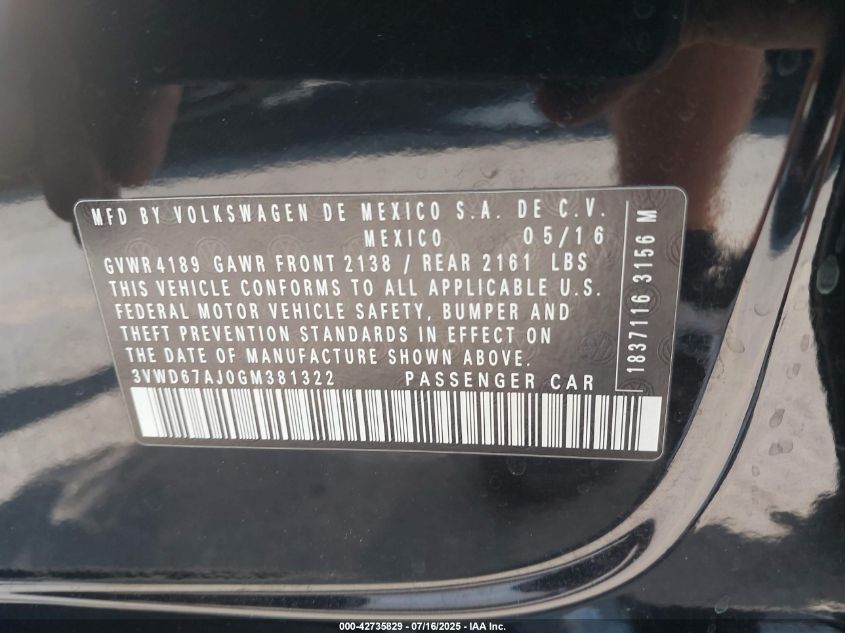 MFD BY VOLKSWAGEN DE MEXICO S.A. DE C.V.
MEXICO 05/16
GVWR 4189 GAWR FRONT 2138 / REAR 2161 LBS
THIS VEHICLE CONFORMS TO ALL APPLICABLE U.S.
FEDERAL MOTOR VEHICLE SAFETY, BUMPER AND
THEFT PREVENTION STANDARDS IN EFFECT ON
THE DATE OF MANUFACTURE SHOWN ABOVE.
3VWD67AJ0GM381322 PASSENGER CAR
1837116 3156 M
000-42735829 - 07/16/2025 - IAA Inc.